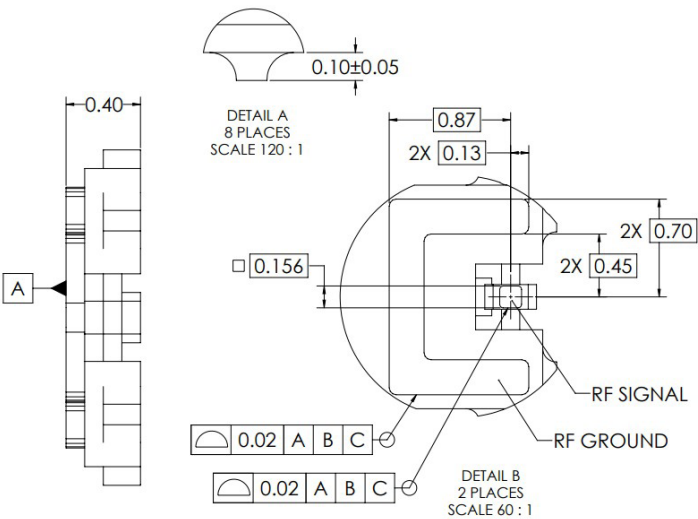 0.10±0.05
0.40
DETAIL A
8 PLACES
SCALE 120 : 1
0.87
2X 0.13
2X 0.70
2X 0.45
□ 0.156
A
RF SIGNAL
RF GROUND
⌓ 0.02 A B C
⌓ 0.02 A B C
DETAIL B
2 PLACES
SCALE 60 : 1